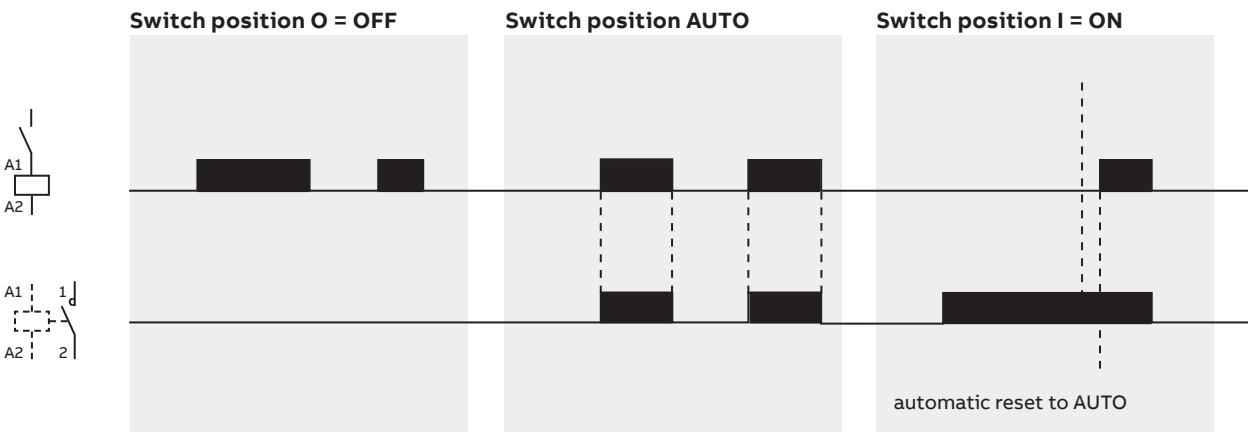 Switch position O = OFF
Switch position AUTO
Switch position I = ON
A1
A2
A1
1
A2
2
automatic reset to AUTO